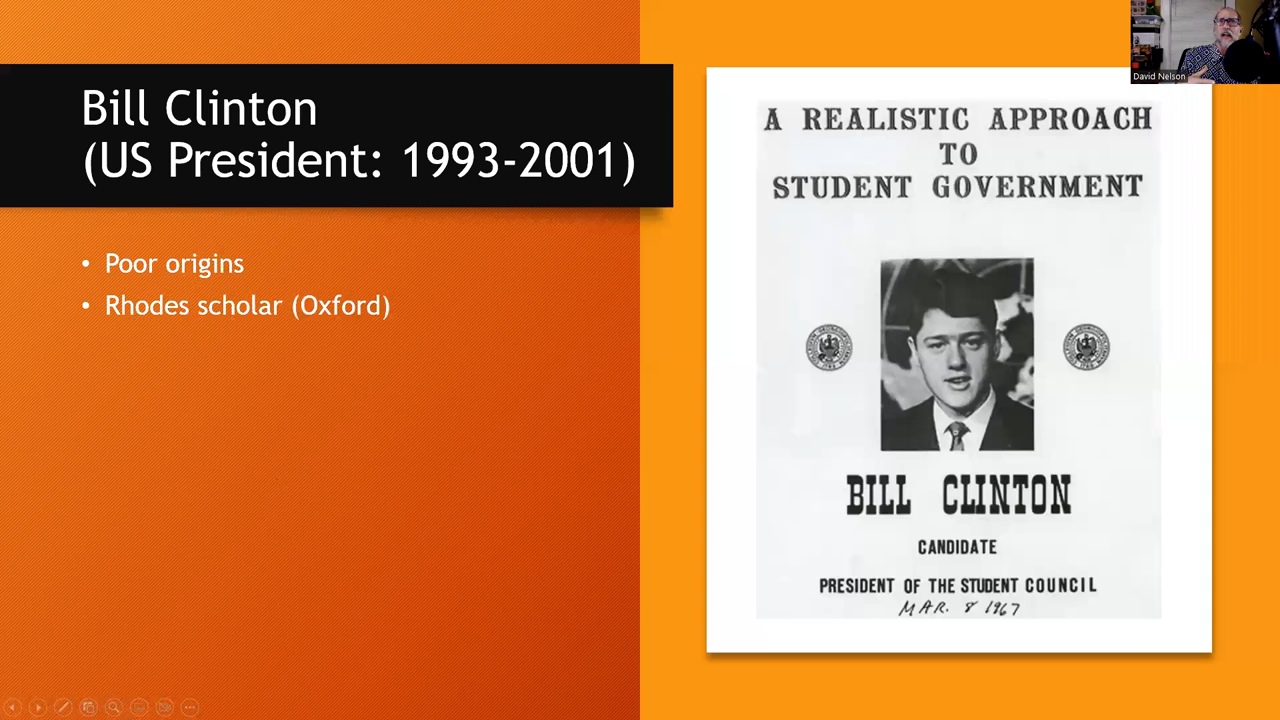 Bill Clinton
(US President: 1993-2001)
• Poor origins
• Rhodes scholar (Oxford)
A REALISTIC APPROACH
TO
STUDENT GOVERNMENT
BILL CLINTON
CANDIDATE
PRESIDENT OF THE STUDENT COUNCIL
MAR. 8 1967
David Nelson